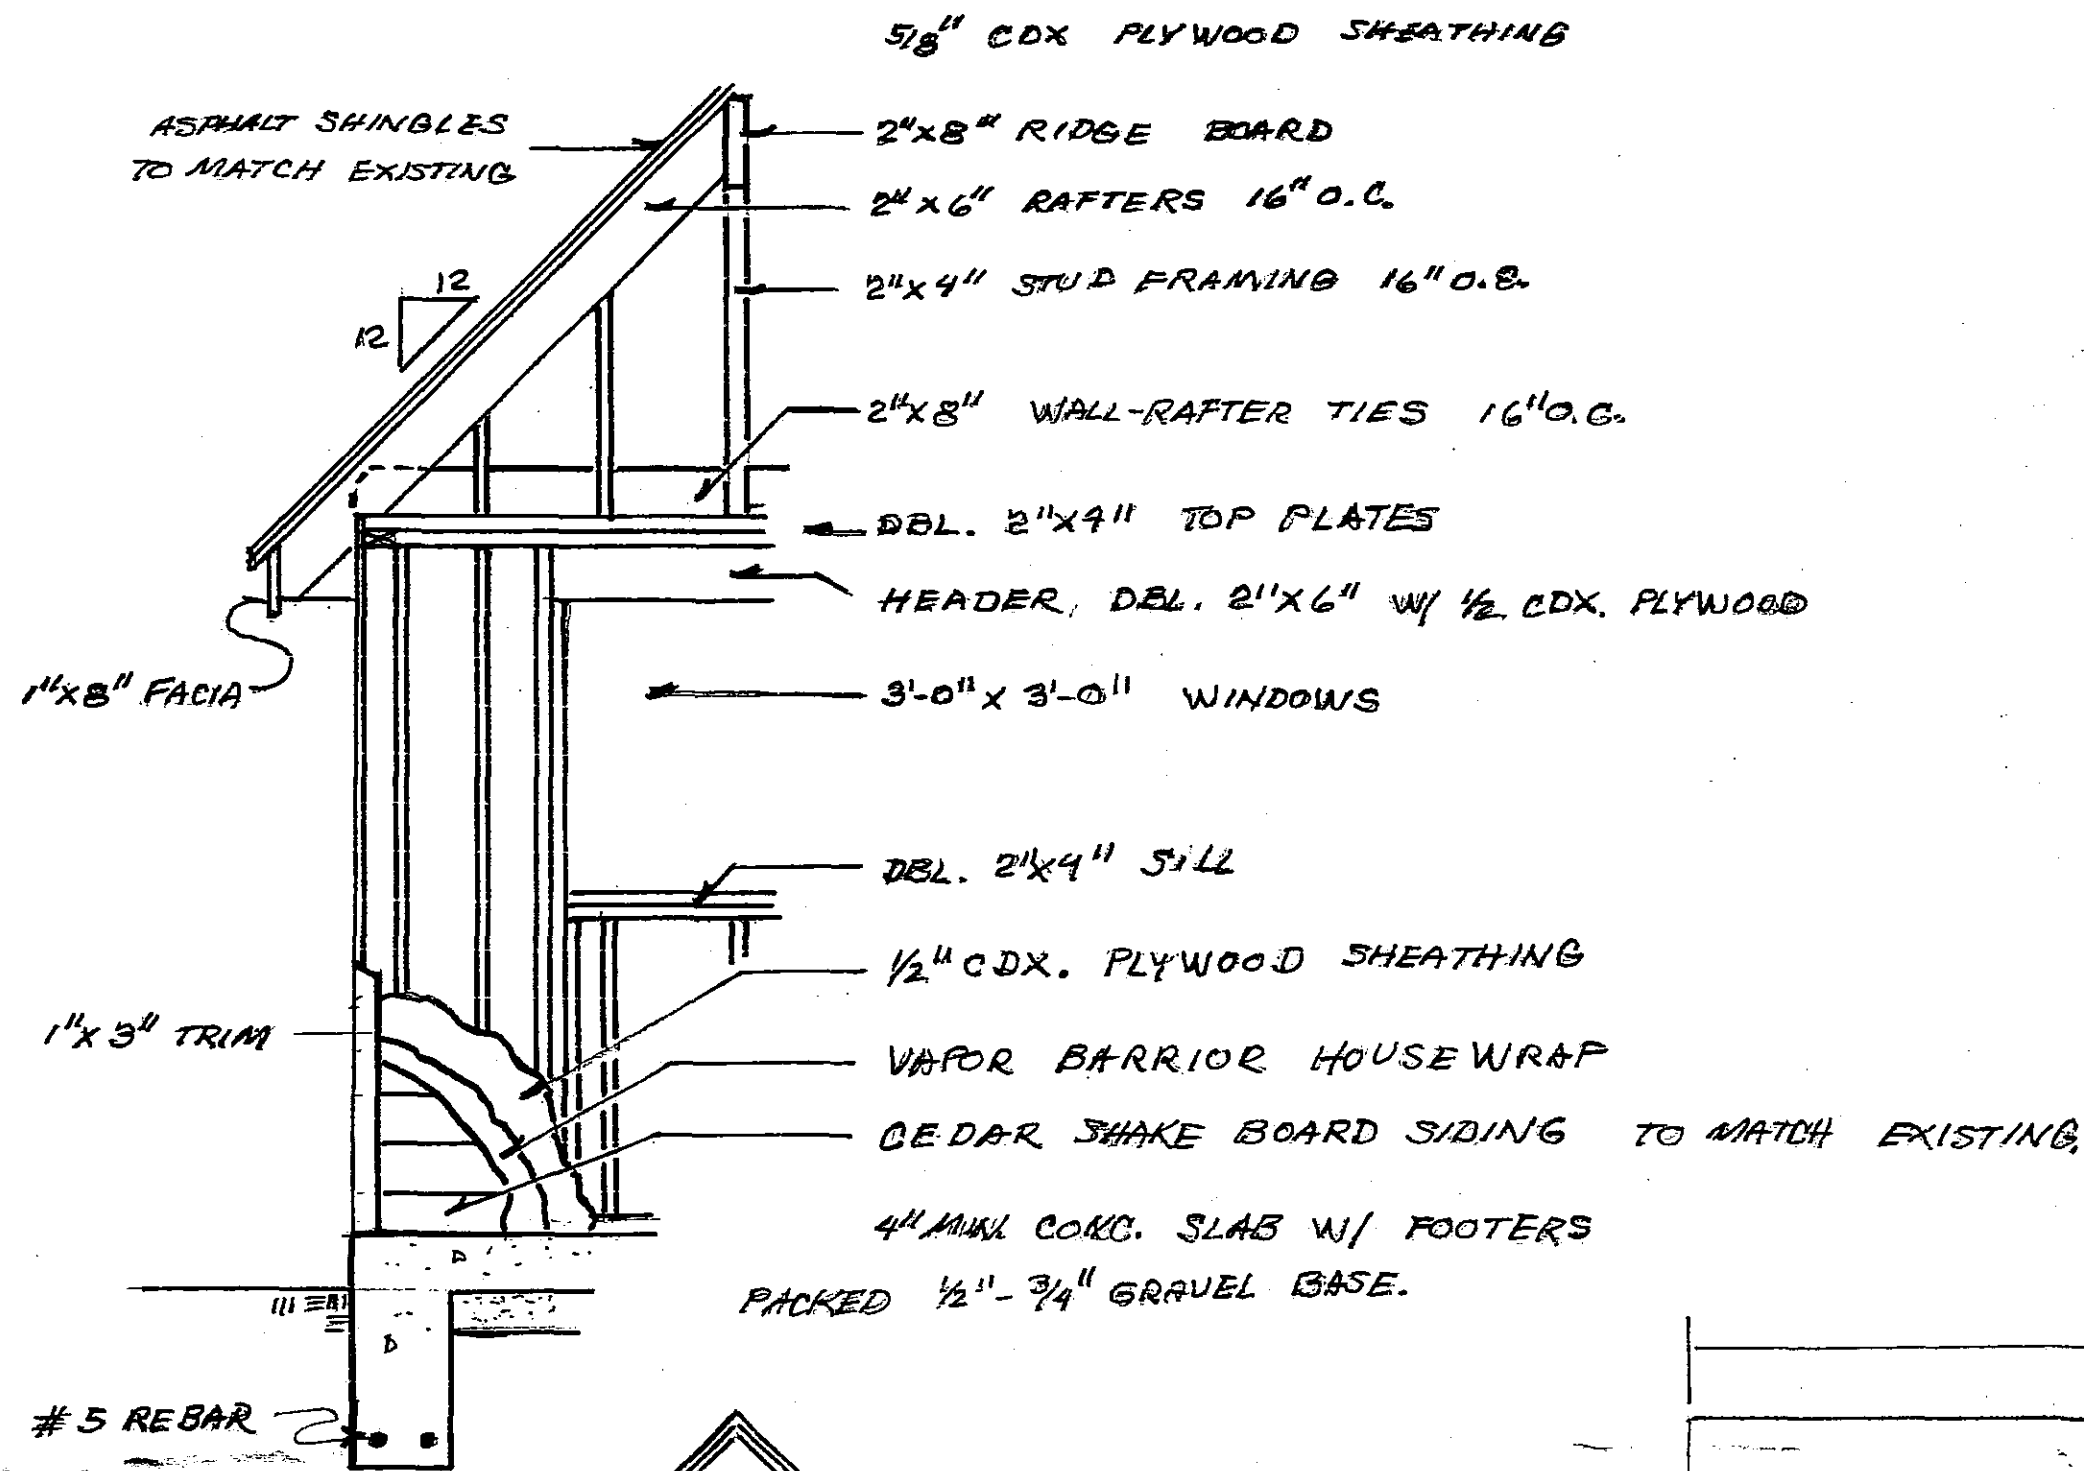 5/8" CDX PLYWOOD SHEATHING
ASPHALT SHINGLES
TO MATCH EXISTING
2"x8" RIDGE BOARD
2"x6" RAFTERS 16" O.C.
2"x4" STUD FRAMING 16" O.C.
12
12
2"x8" WALL-RAFTER TIES 16" O.C.
DBL. 2"x4" TOP PLATES
HEADER, DBL. 2"x6" W/ 1/2 CDX. PLYWOOD
1"x8" FACIA
3'-0" x 3'-0" WINDOWS
DBL. 2"x4" SILL
1/2" CDX. PLYWOOD SHEATHING
1"x3" TRIM
VAPOR BARRIOR HOUSEWRAP
CEDAR SHAKE BOARD SIDING TO MATCH EXISTING.
4" MIN. CONC. SLAB W/ FOOTERS
PACKED 1/2"-3/4" GRAVEL BASE.
#5 REBAR